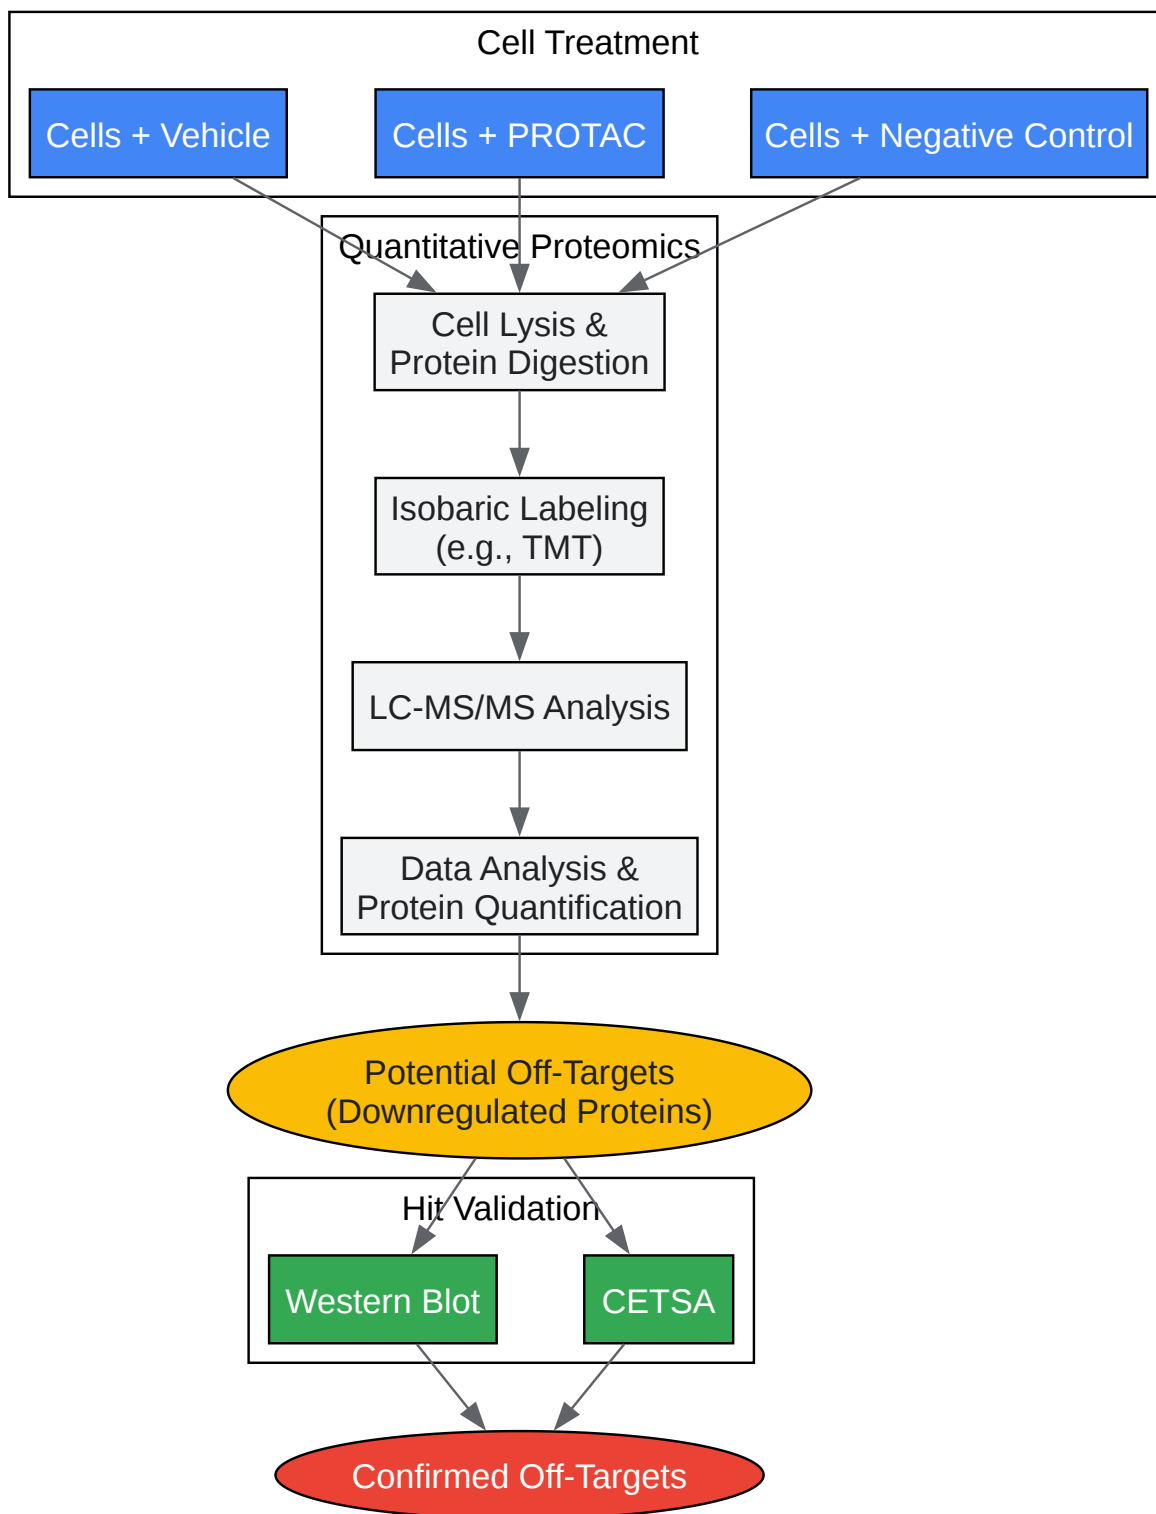 Cell Treatment
Cells + Vehicle
Cells + PROTAC
Cells + Negative Control
Quantitative Proteomics
Cell Lysis &
Protein Digestion
Isobaric Labeling
(e.g., TMT)
LC-MS/MS Analysis
Data Analysis &
Protein Quantification
Potential Off-Targets
(Downregulated Proteins)
Hit Validation
Western Blot
CETSA
Confirmed Off-Targets